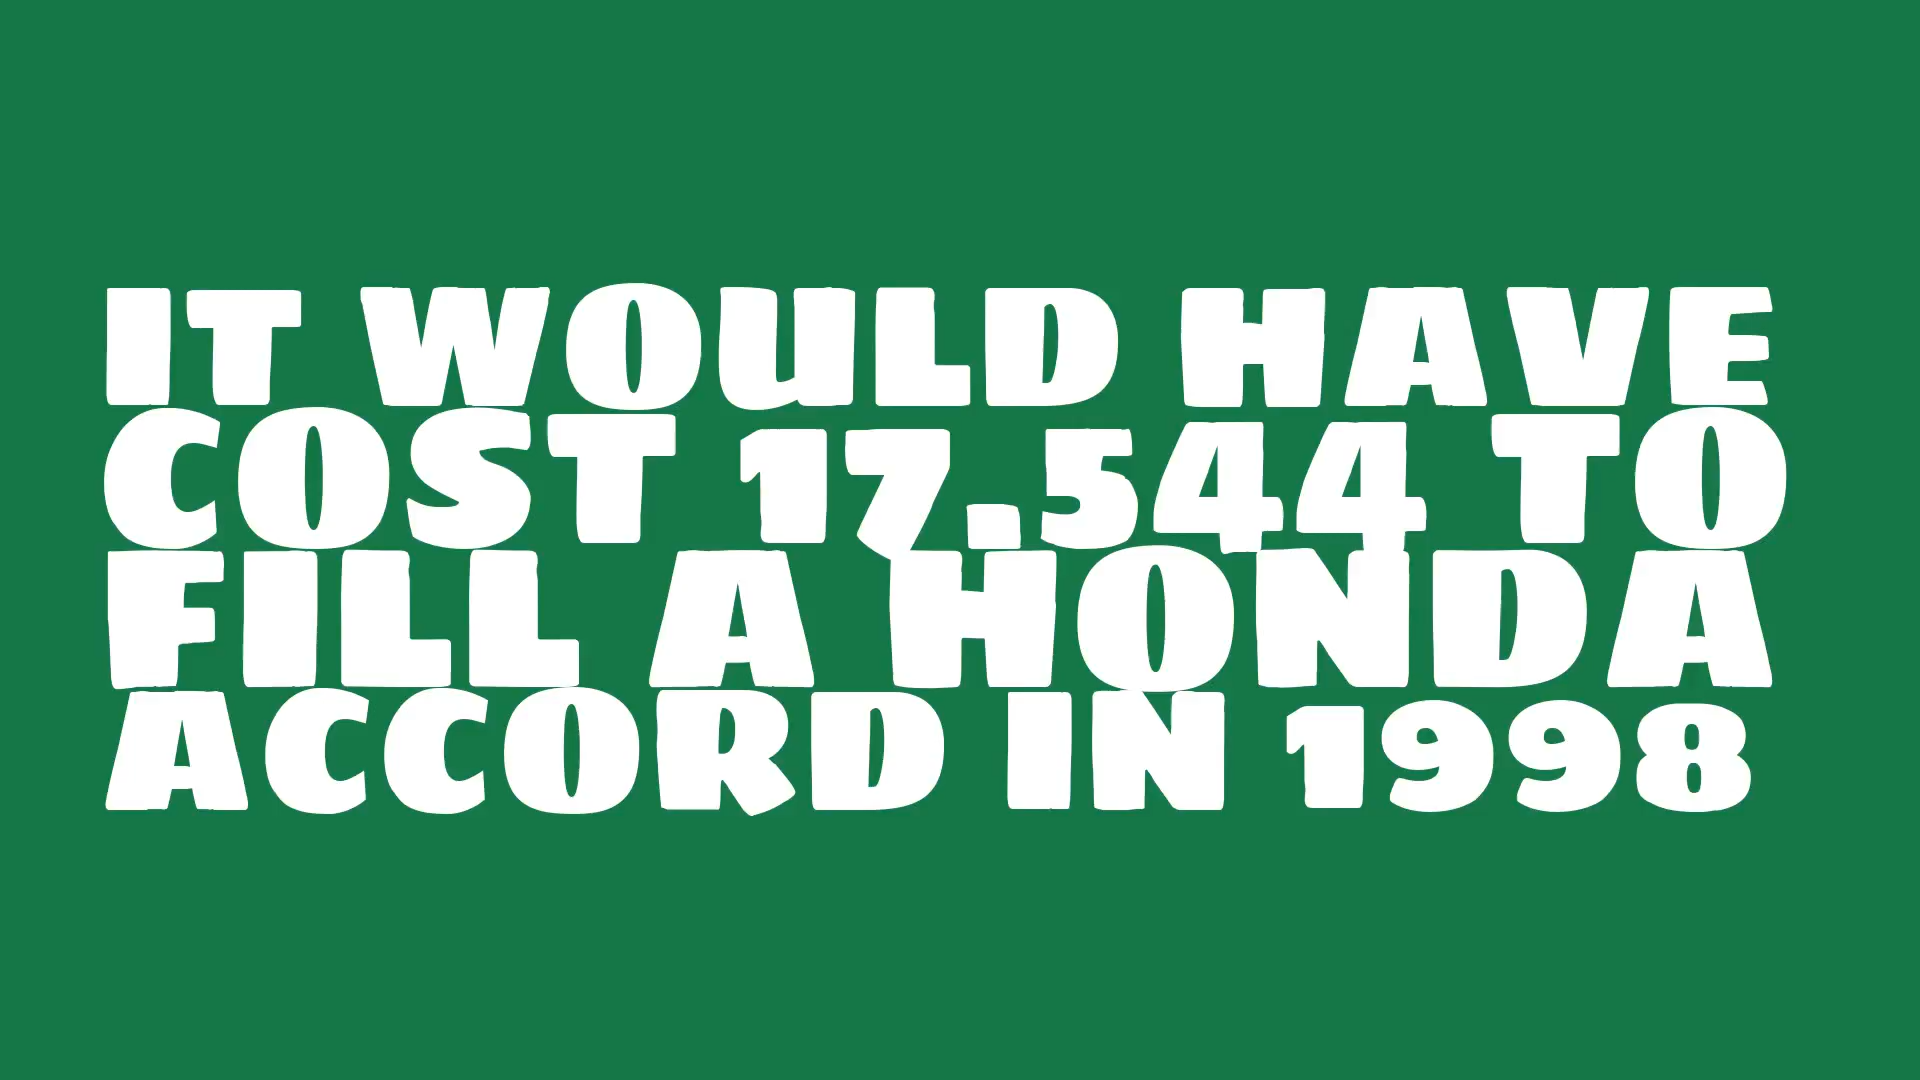 IT WOULD HAVE
COST 17.544 TO
FILL A HONDA
ACCORD IN 1998